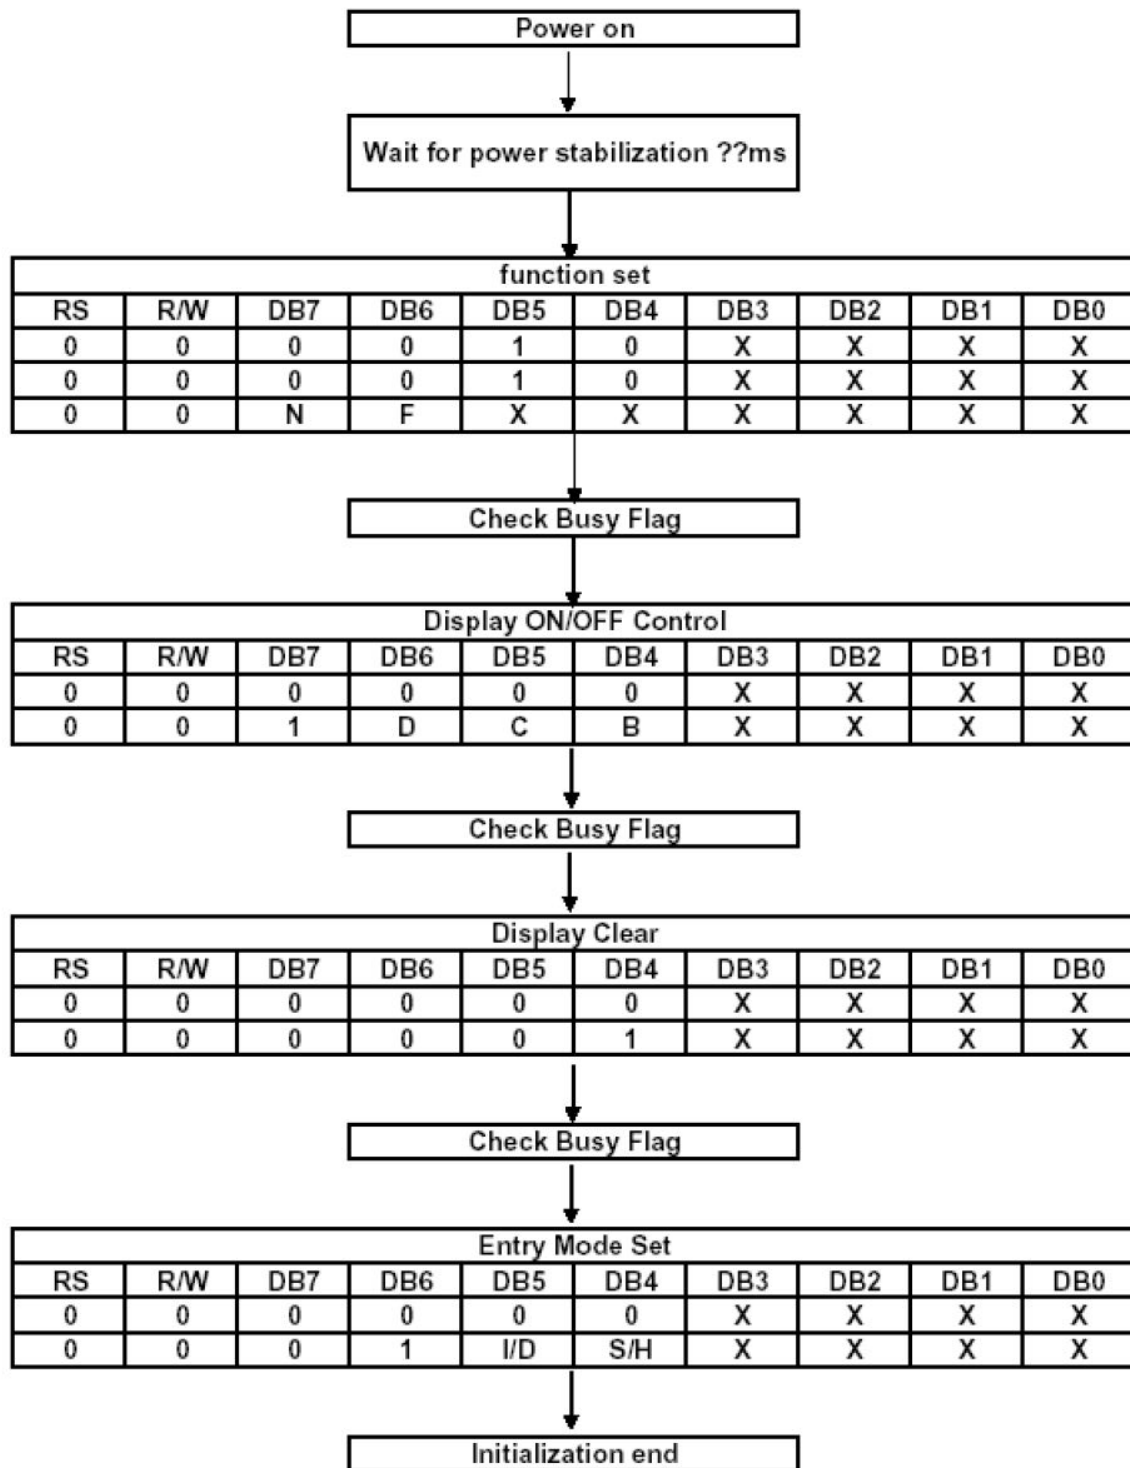 Power on
Wait for power stabilization ??ms
function set
RS R/W DB7 DB6 DB5 DB4 DB3 DB2 DB1 DB0
0 0 0 0 1 0 X X X X
0 0 0 0 1 0 X X X X
0 0 N F X X X X X X
Check Busy Flag
Display ON/OFF Control
RS R/W DB7 DB6 DB5 DB4 DB3 DB2 DB1 DB0
0 0 0 0 0 0 X X X X
0 0 1 D C B X X X X
Check Busy Flag
Display Clear
RS R/W DB7 DB6 DB5 DB4 DB3 DB2 DB1 DB0
0 0 0 0 0 0 X X X X
0 0 0 0 0 1 X X X X
Check Busy Flag
Entry Mode Set
RS R/W DB7 DB6 DB5 DB4 DB3 DB2 DB1 DB0
0 0 0 0 0 0 X X X X
0 0 0 1 I/D S/H X X X X
Initialization end